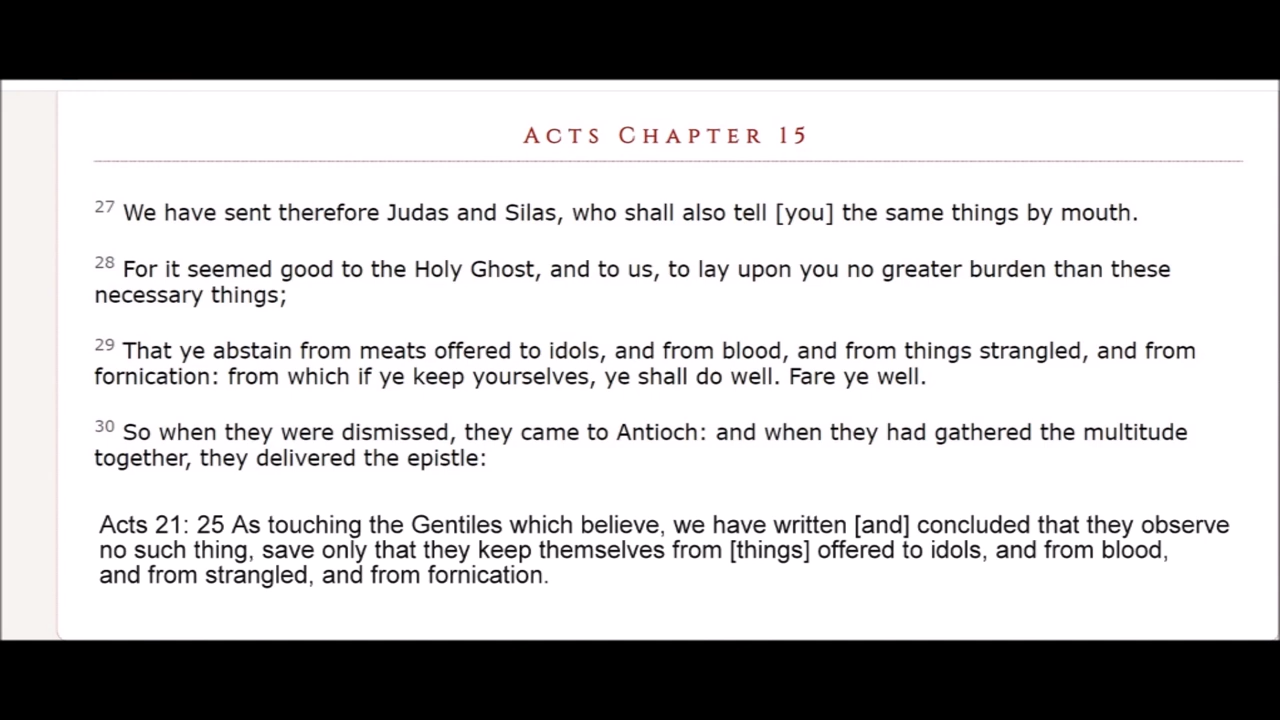 Acts Chapter 15
27 We have sent therefore Judas and Silas, who shall also tell [you] the same things by mouth.
28 For it seemed good to the Holy Ghost, and to us, to lay upon you no greater burden than these
necessary things;
29 That ye abstain from meats offered to idols, and from blood, and from things strangled, and from
fornication: from which if ye keep yourselves, ye shall do well. Fare ye well.
30 So when they were dismissed, they came to Antioch: and when they had gathered the multitude
together, they delivered the epistle:
Acts 21: 25 As touching the Gentiles which believe, we have written [and] concluded that they observe
no such thing, save only that they keep themselves from [things] offered to idols, and from blood,
and from strangled, and from fornication.